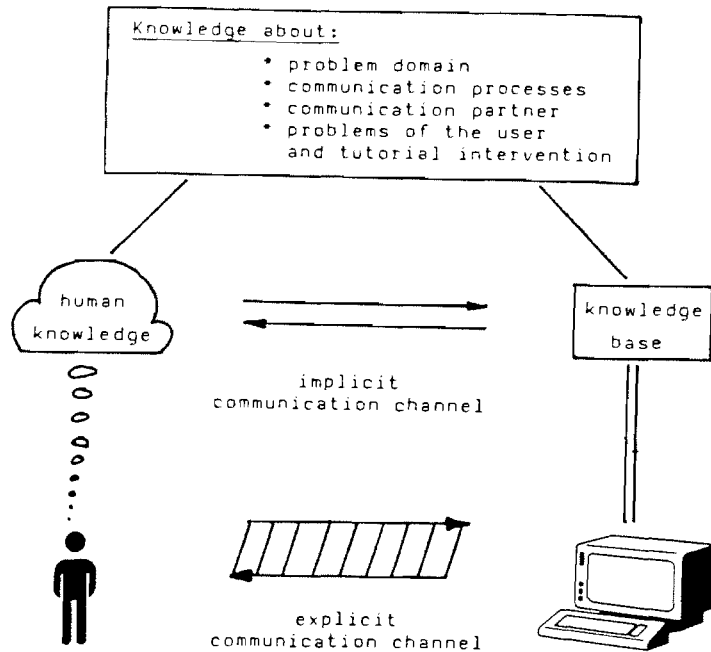 Knowledge about:
* problem domain
* communication processes
* communication partner
* problems of the user
and tutorial intervention
human
knowledge
knowledge
base
implicit
communication channel
explicit
communication channel